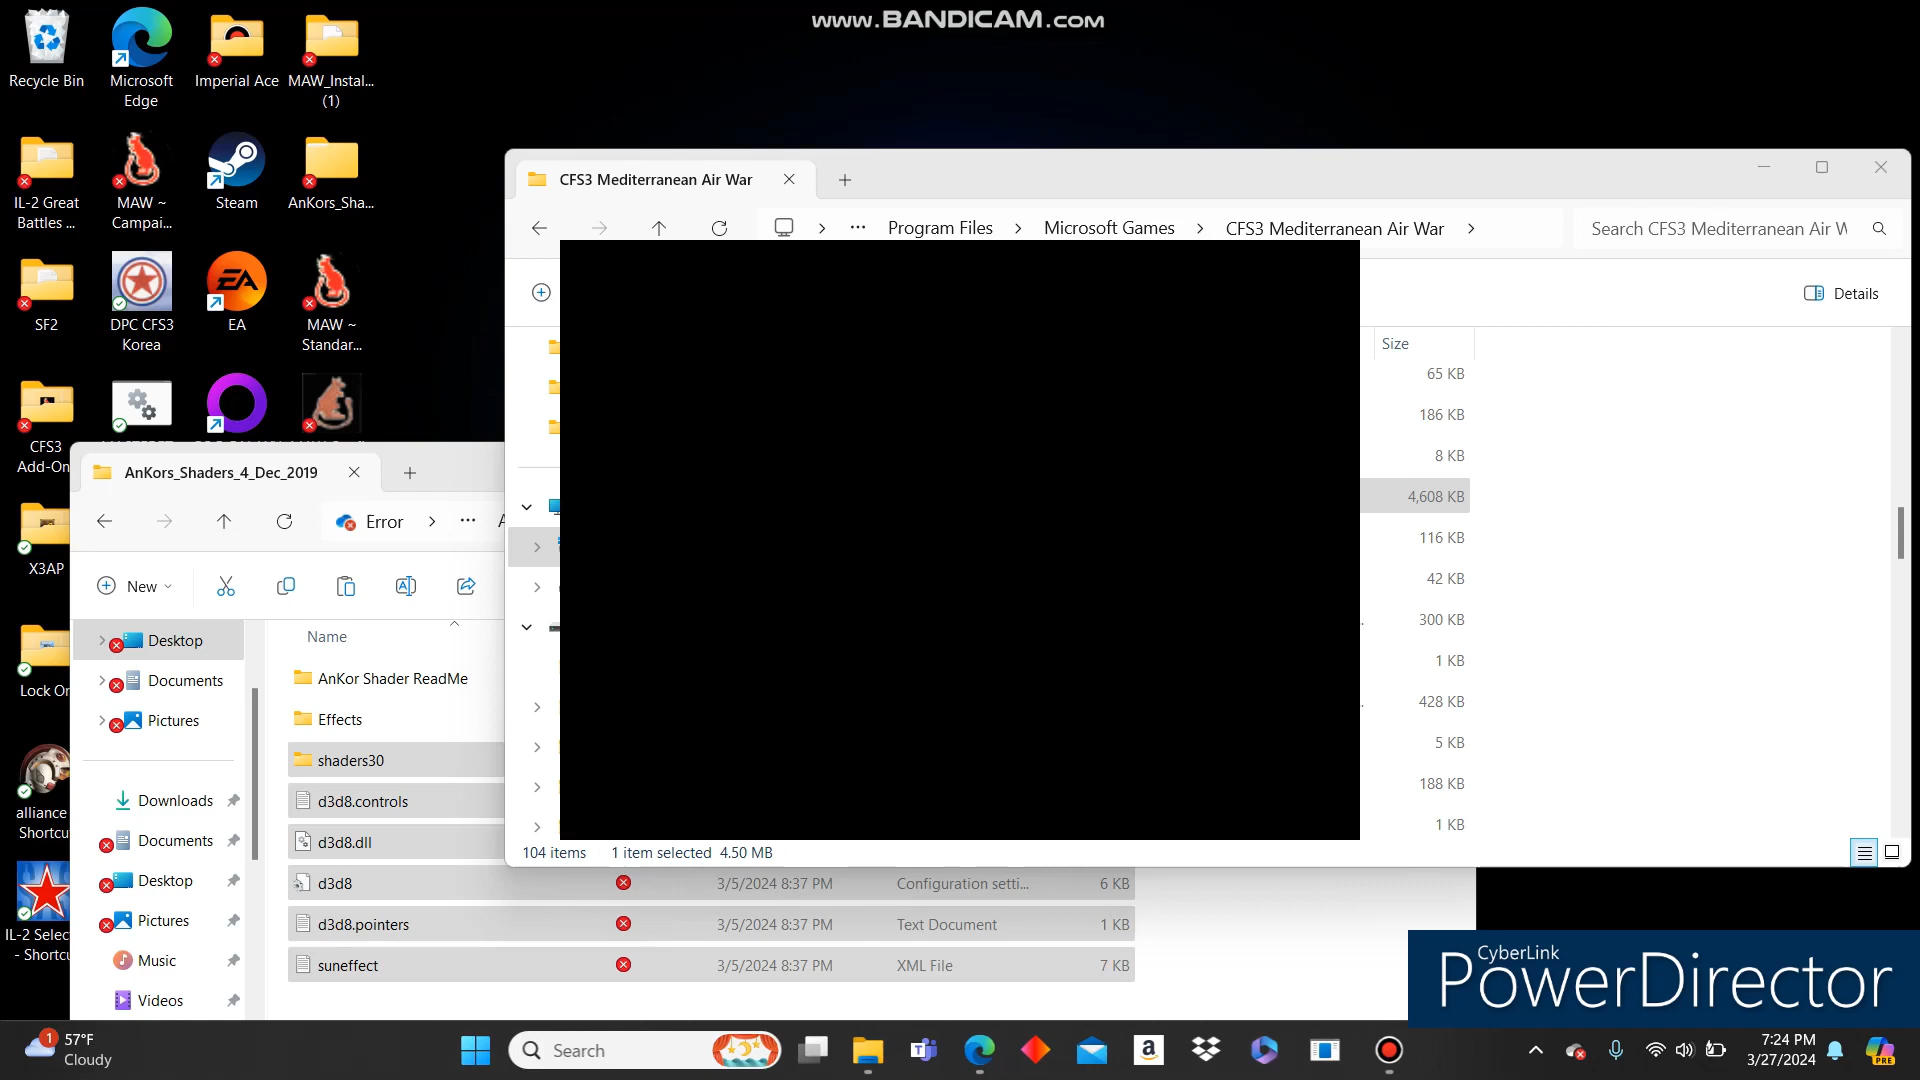 www.BANDICAM.com
Recycle Bin
Microsoft
Edge
Imperial Ace
MAW_Instal...
(1)
IL-2 Great
Battles ...
MAW ~
Campai...
Steam
AnKors_Sha...
SF2
DPC CFS3
Korea
EA
MAW ~
Standar...
CFS3
Add-On
X3AP
Lock On
alliance
Shortcu
IL-2 Selec
- Shortcu
CFS3 Mediterranean Air War
Program Files
Microsoft Games
CFS3 Mediterranean Air War
Search CFS3 Mediterranean Air W
Details
Size
65 KB
186 KB
8 KB
4,608 KB
116 KB
42 KB
300 KB
1 KB
428 KB
5 KB
188 KB
1 KB
104 items 1 item selected 4.50 MB
AnKors_Shaders_4_Dec_2019
Error
New
Desktop
Documents
Pictures
Downloads
Documents
Desktop
Pictures
Music
Videos
Name
AnKor Shader ReadMe
Effects
shaders30
d3d8.controls
d3d8.dll
d3d8 3/5/2024 8:37 PM Configuration setti... 6 KB
d3d8.pointers 3/5/2024 8:37 PM Text Document 1 KB
suneffect 3/5/2024 8:37 PM XML File 7 KB
CyberLink
PowerDirector
1
57°F
Cloudy
Search
7:24 PM
3/27/2024
PRE